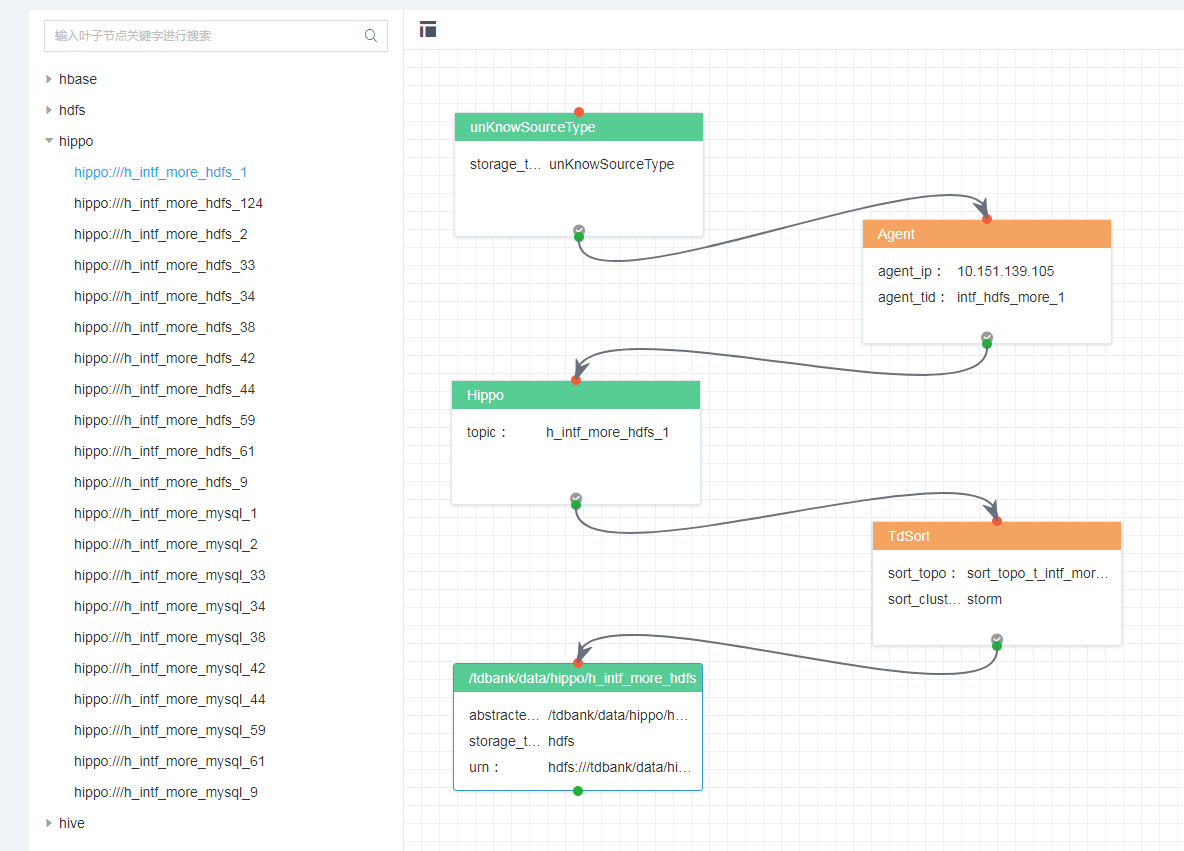 输入叶子节点关键字进行搜索
hbase
hdfs
hippo
hippo:///h_intf_more_hdfs_1
hippo:///h_intf_more_hdfs_124
hippo:///h_intf_more_hdfs_2
hippo:///h_intf_more_hdfs_33
hippo:///h_intf_more_hdfs_34
hippo:///h_intf_more_hdfs_38
hippo:///h_intf_more_hdfs_42
hippo:///h_intf_more_hdfs_44
hippo:///h_intf_more_hdfs_59
hippo:///h_intf_more_hdfs_61
hippo:///h_intf_more_hdfs_9
hippo:///h_intf_more_mysql_1
hippo:///h_intf_more_mysql_2
hippo:///h_intf_more_mysql_33
hippo:///h_intf_more_mysql_34
hippo:///h_intf_more_mysql_38
hippo:///h_intf_more_mysql_42
hippo:///h_intf_more_mysql_44
hippo:///h_intf_more_mysql_59
hippo:///h_intf_more_mysql_61
hippo:///h_intf_more_mysql_9
hive
unKnowSourceType
storage_t... unKnowSourceType
Agent
agent_ip： 10.151.139.105
agent_tid： intf_hdfs_more_1
Hippo
topic： h_intf_more_hdfs_1
TdSort
sort_topo： sort_topo_t_intf_mor...
sort_clust... storm
/tdbank/data/hippo/h_intf_more_hdfs
abstracte... /tdbank/data/hippo/h...
storage_t... hdfs
urn： hdfs:///tdbank/data/hi...